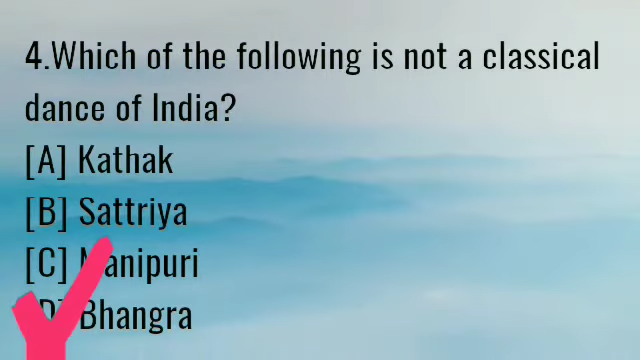 4.Which of the following is not a classical
dance of India?
[A] Kathak
[B] Sattriya
[C] Manipuri
[D] Bhangra